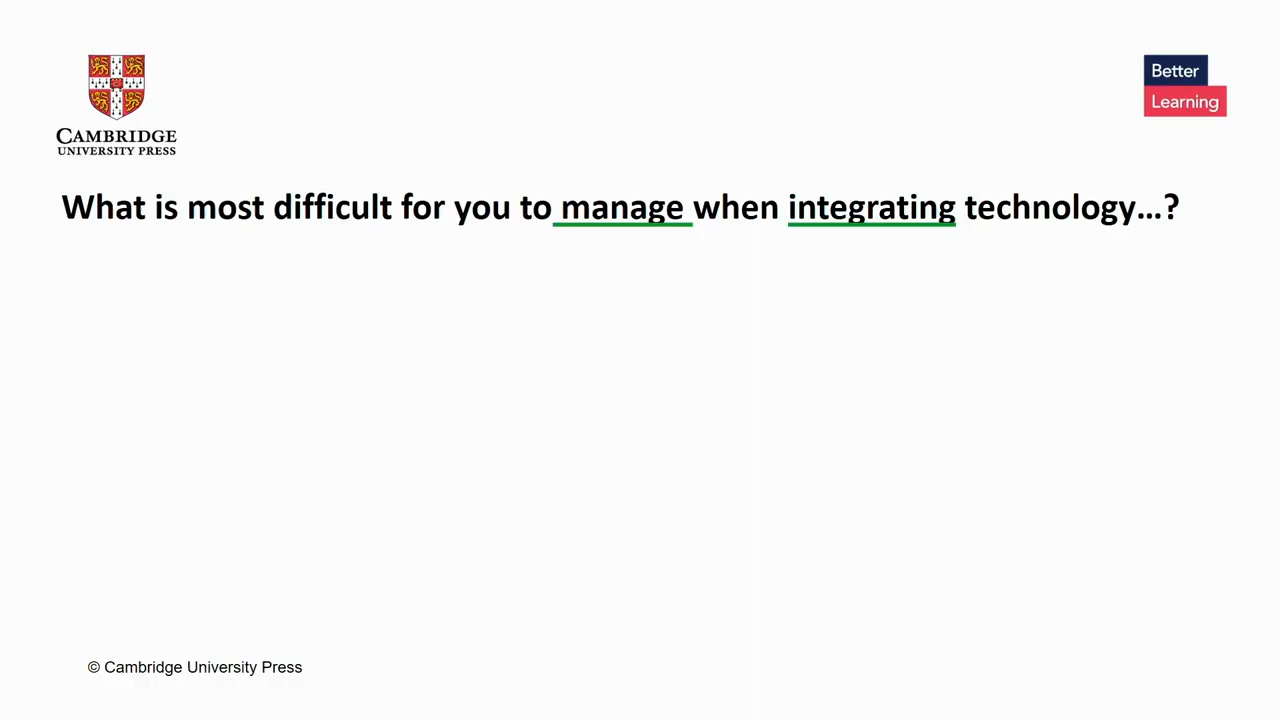 CAMBRIDGE
UNIVERSITY PRESS
Better
Learning
What is most difficult for you to manage when integrating technology...?
© Cambridge University Press